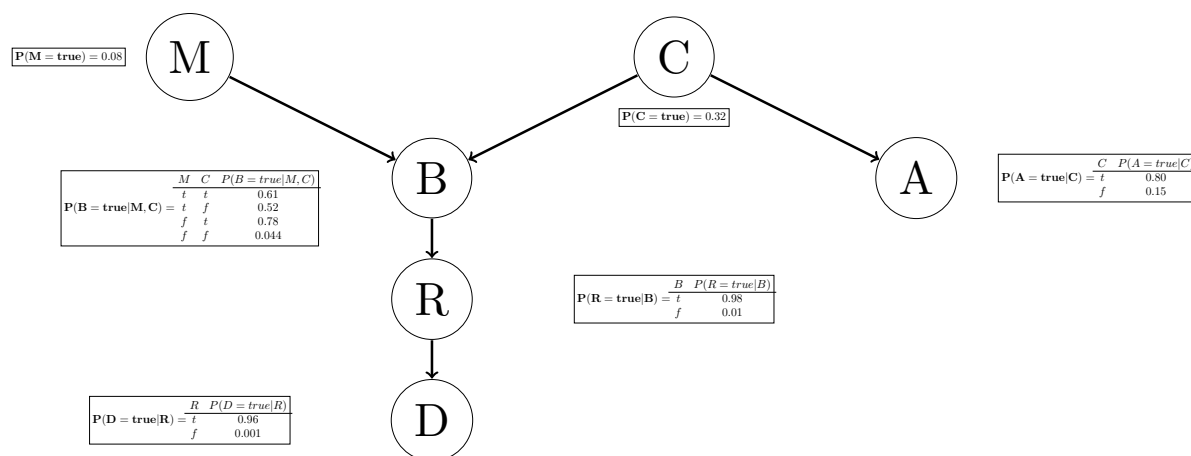 M
C
P(M = true) = 0.08
P(C = true) = 0.32
B
A
M C P(B = true|M, C)
P(B = true|M, C) = t t 0.61
t f 0.52
f t 0.78
f f 0.044
C P(A = true|C
P(A = true|C) = t 0.80
f 0.15
R
B P(R = true|B)
P(R = true|B) = t 0.98
f 0.01
D
R P(D = true|R)
P(D = true|R) = t 0.96
f 0.001